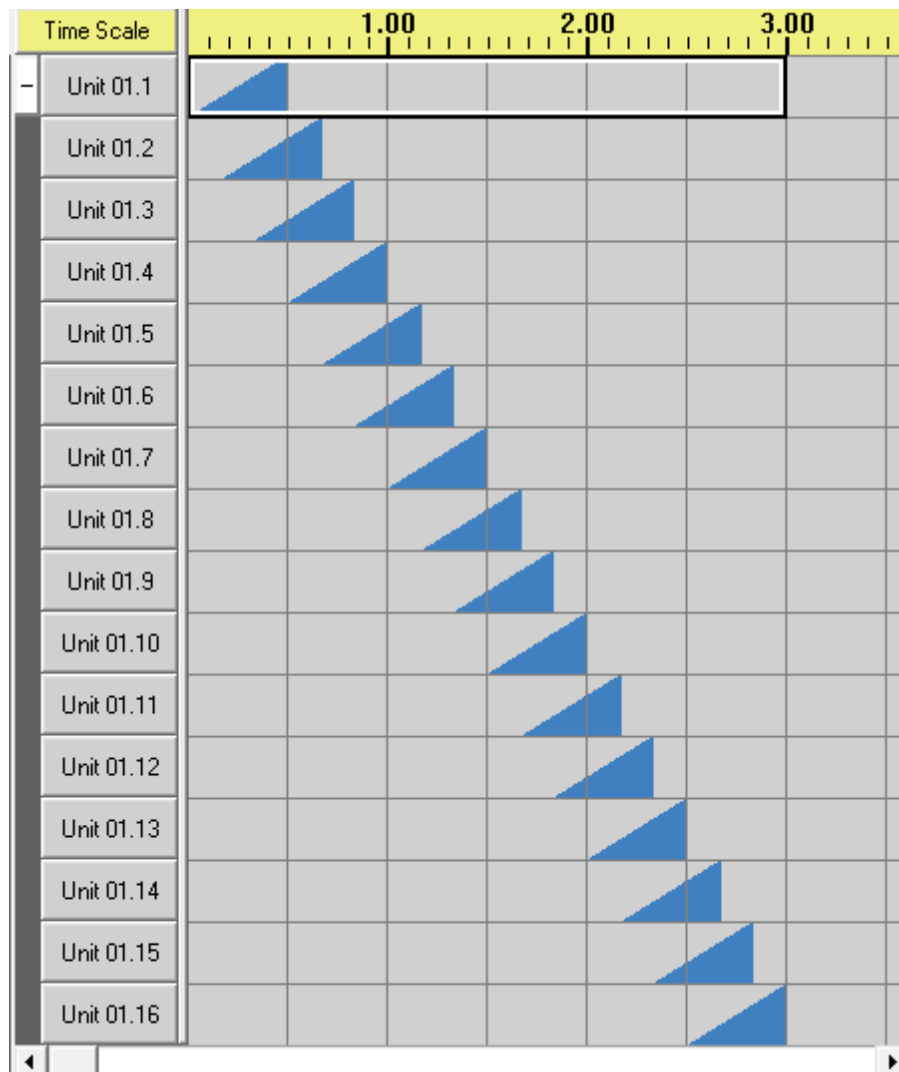 Time Scale 1.00 2.00 3.00
Unit 01.1
Unit 01.2
Unit 01.3
Unit 01.4
Unit 01.5
Unit 01.6
Unit 01.7
Unit 01.8
Unit 01.9
Unit 01.10
Unit 01.11
Unit 01.12
Unit 01.13
Unit 01.14
Unit 01.15
Unit 01.16